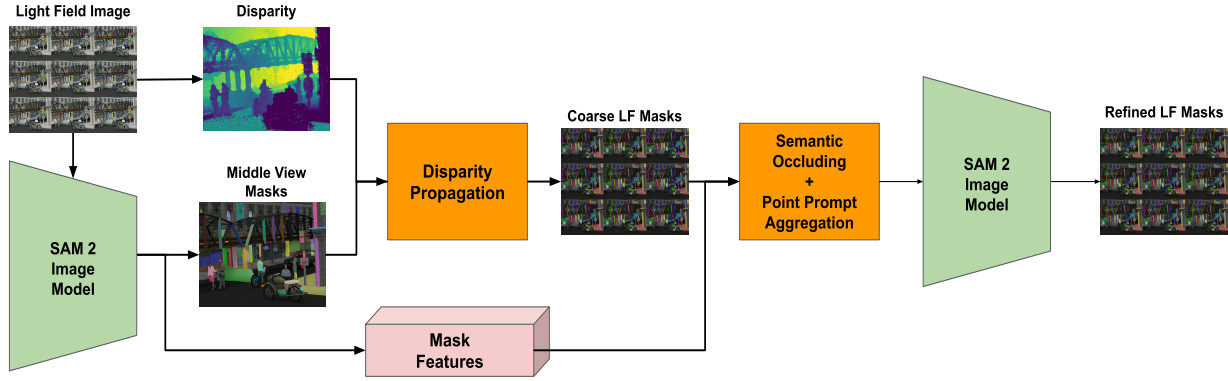 Light Field Image
Disparity
SAM 2
Image
Model
Middle View
Masks
Disparity
Propagation
Mask
Features
Coarse LF Masks
Semantic
Occluding
+
Point Prompt
Aggregation
SAM 2
Image
Model
Refined LF Masks